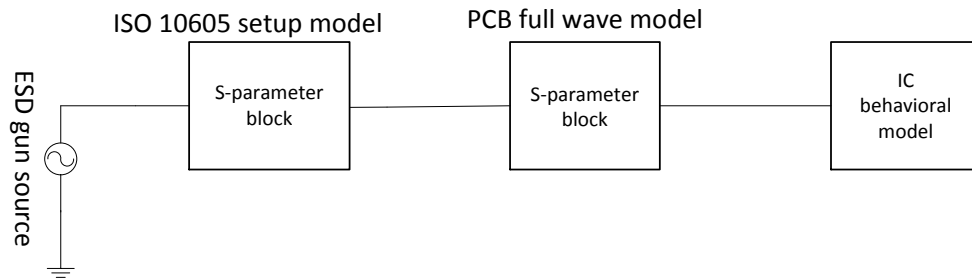 ISO 10605 setup model
PCB full wave model
ESD gun source
S-parameter
block
S-parameter
block
IC
behavioral
model